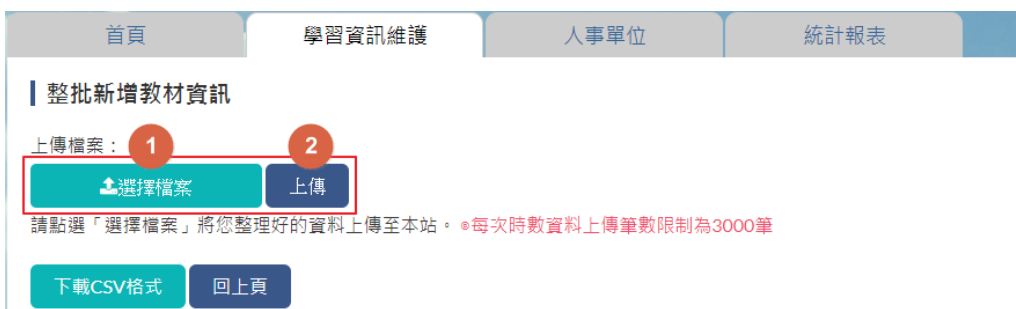 首頁 學習資訊維護 人事單位 統計報表
整批新增教材資訊
上傳檔案： 1 2
選擇檔案 上傳
請點選「選擇檔案」將您整理好的資料上傳至本站。 ⊙每次時數資料上傳筆數限制為3000筆
下載CSV格式 回上頁